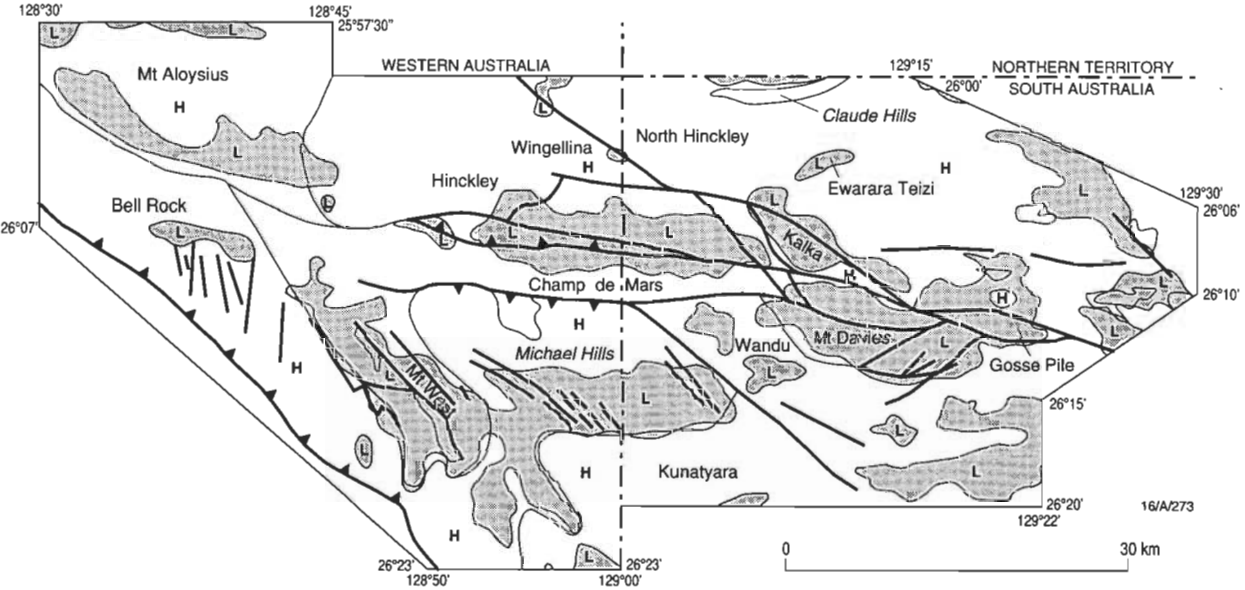 128°30'
128°45'
25°57'30"
L
L
Mt Aloysius
H
L
WESTERN AUSTRALIA
129°15'
NORTHERN TERRITORY
26°00'
SOUTH AUSTRALIA
L
Claude Hills
North Hinckley
Wingellina
H
L
H
Ewarara Teizi
Hinckley
L
129°30'
26°06'
Bell Rock
L
L
26°07'
L
L
L
L
Kalka
L
H
L
Champ de Mars
H
L
26°10'
H
Mt Davies
L
L
Michael Hills
Wandu
Gosse Pile
H
L
Mt West
L
L
26°15'
L
L
H
Kunatyara
L
26°20'
16/A/273
129°22'
H
L
26°23'
26°23'
128°50'
129°00'
0
30 km